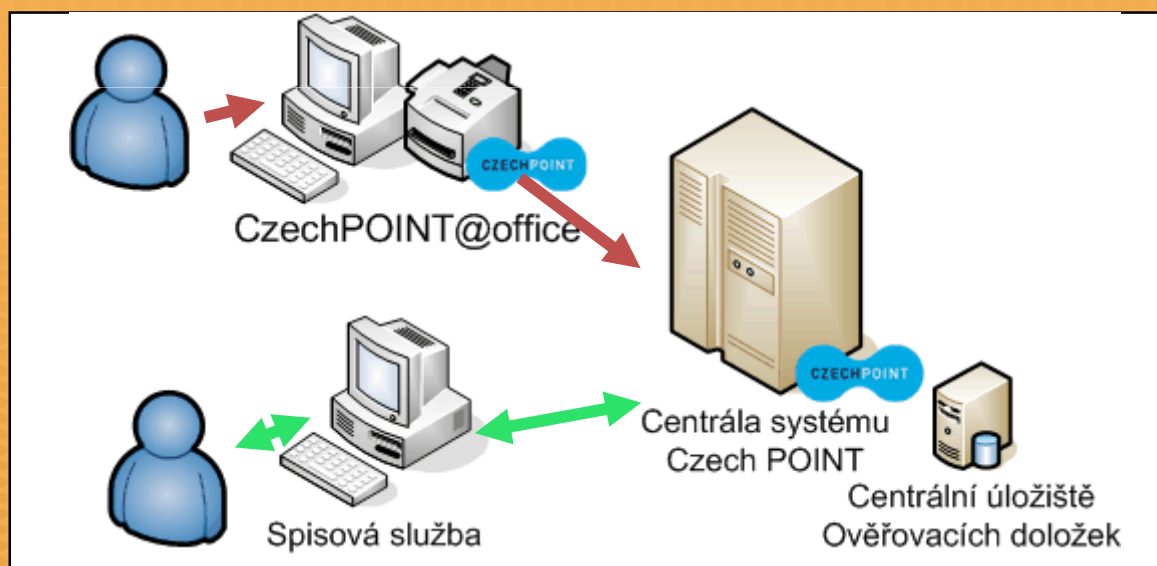 CZECHPOINT
CzechPOINT@office
CZECHPOINT
Centrála systému
Czech POINT
Centrální úložiště
Ověřovacích doložek
Spisová služba